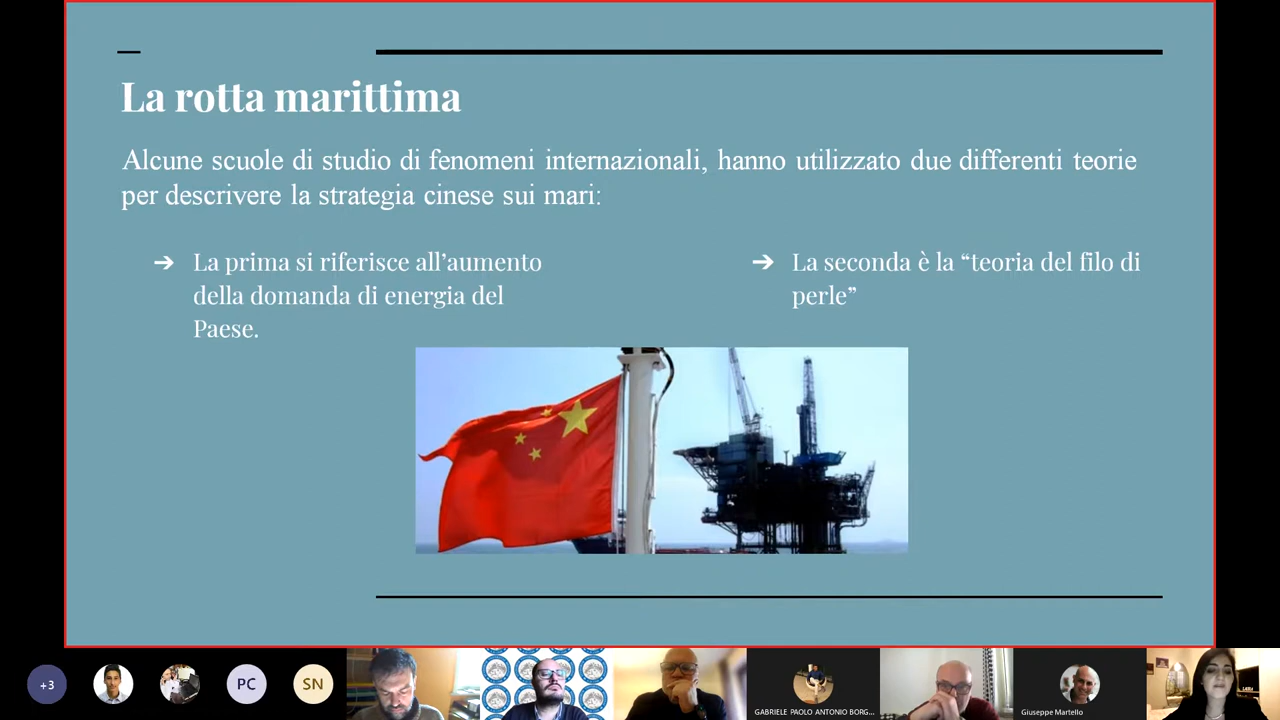 La rotta marittima
Alcune scuole di studio di fenomeni internazionali, hanno utilizzato due differenti teorie
per descrivere la strategia cinese sui mari:
➔ La prima si riferisce all’aumento
della domanda di energia del
Paese.
➔ La seconda è la “teoria del filo di
perle”
+3
PC
SN
GABRIELE PAOLO ANTONIO BORG...
Giuseppe Martello